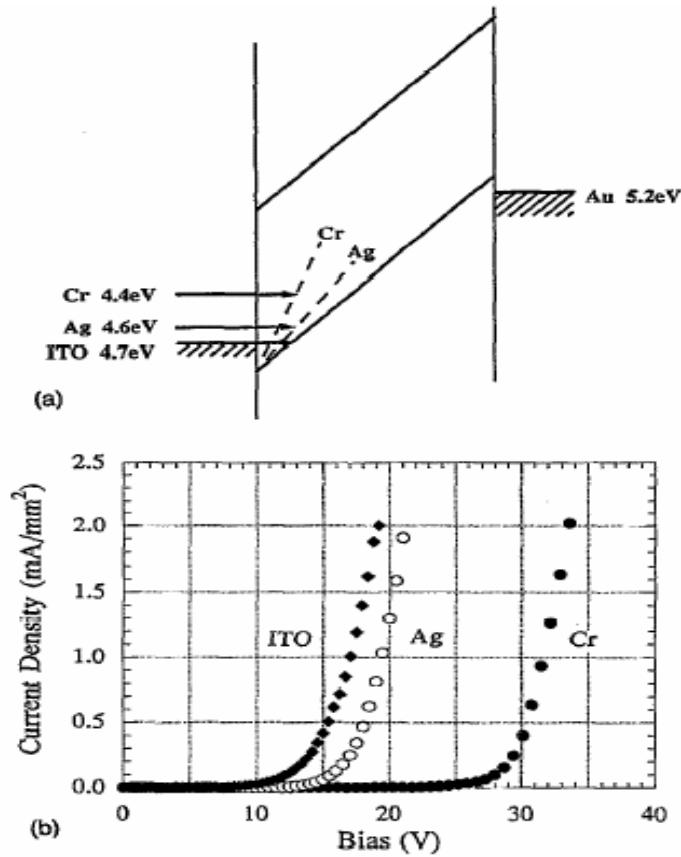 Cr
Ag
Au 5.2eV
Cr 4.4eV
Ag 4.6eV
ITO 4.7eV
(a)
2.5
2.0
1.5
1.0
0.5
0.0
Current Density (mA/mm²)
ITO
Ag
Cr
0
10
20
30
40
Bias (V)
(b)